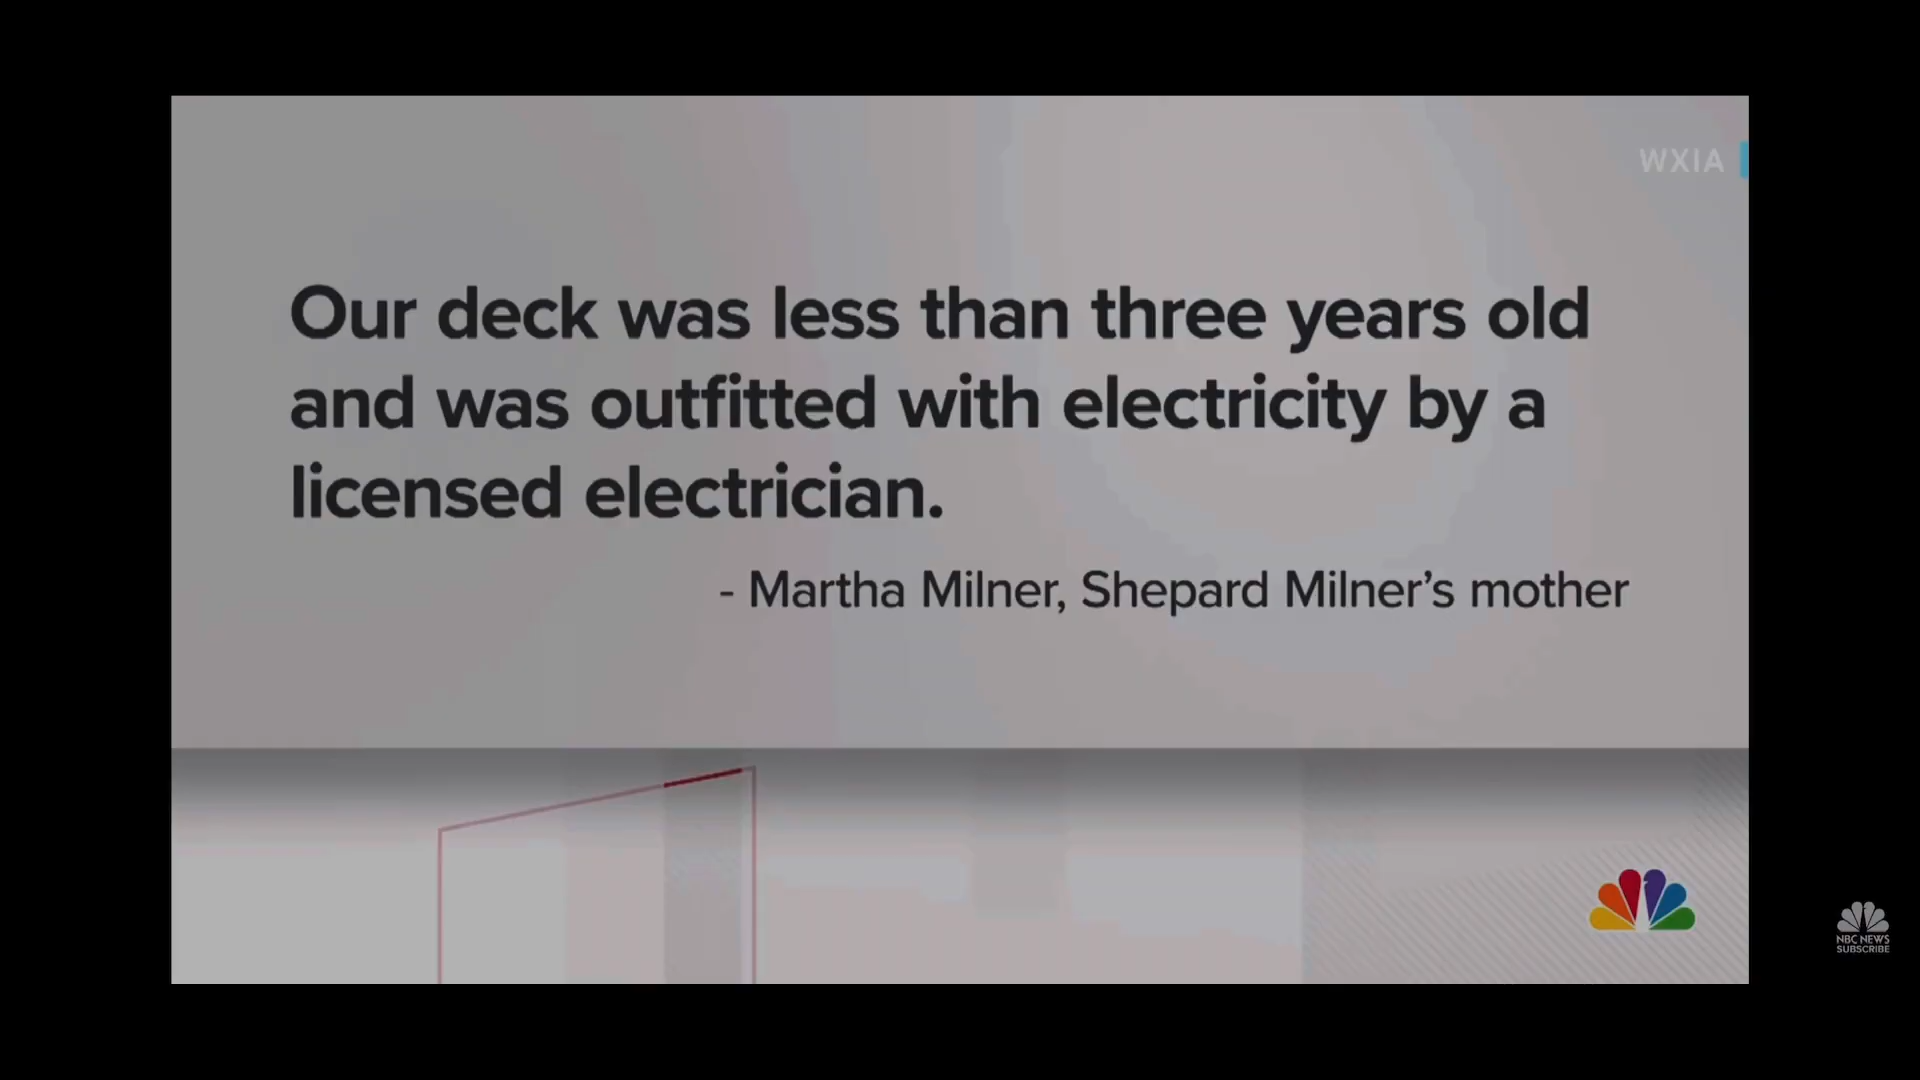 WXIA
Our deck was less than three years old
and was outfitted with electricity by a
licensed electrician.
- Martha Milner, Shepard Milner's mother
NBC NEWS
SUBSCRIBE